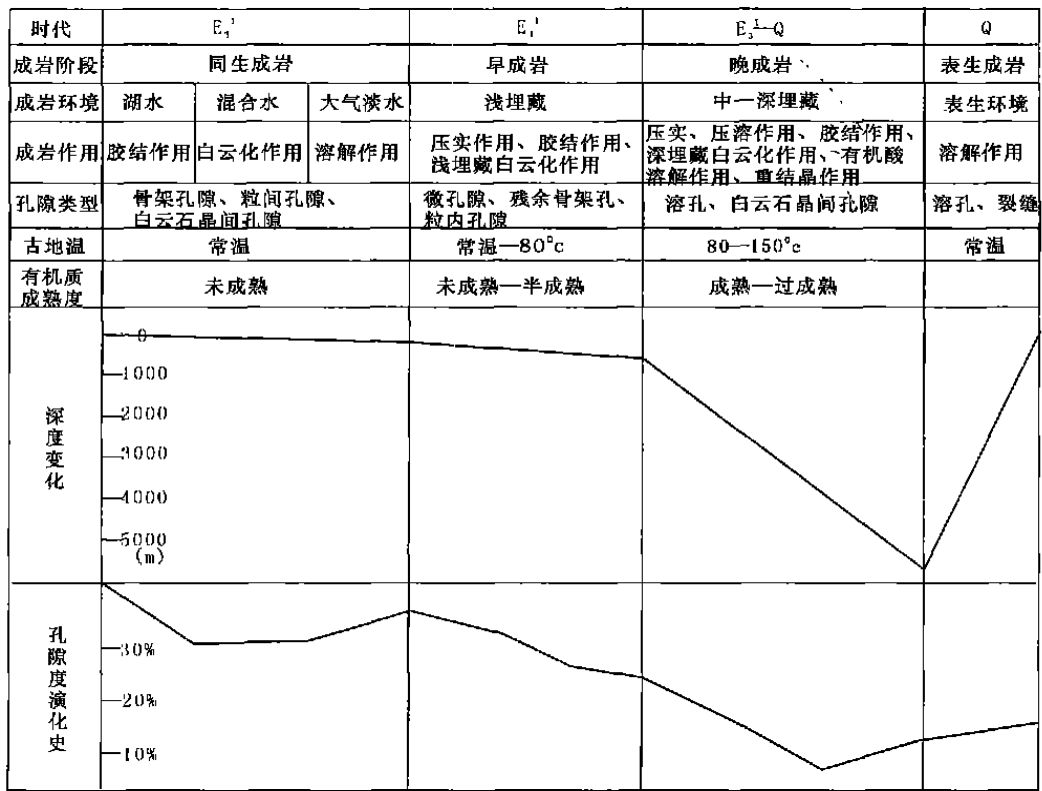 时代
成岩阶段 同生成岩 早成岩 晚成岩 表生成岩
成岩环境 湖水 混合水 大气淡水 浅埋藏 中—深埋藏 表生环境
成岩作用 胶结作用 白云化作用 溶解作用
压实作用、胶结作用、
浅埋藏白云化作用
压实、压溶作用、胶结作用、
深埋藏白云化作用、有机酸
溶解作用、重结晶作用
溶解作用
孔隙类型
骨架孔隙、粒间孔隙、
白云石晶间孔隙
微孔隙、残余骨架孔、
粒内孔隙
溶孔、白云石晶间孔隙
溶孔、裂缝
古地温 常温 常温—80°c 80—150°c 常温
有机质
成熟度
未成熟 未成熟—半成熟 成熟—过成熟
深度变化
0
1000
2000
3000
4000
5000
(m)
孔隙度演化史
30%
20%
10%
Q